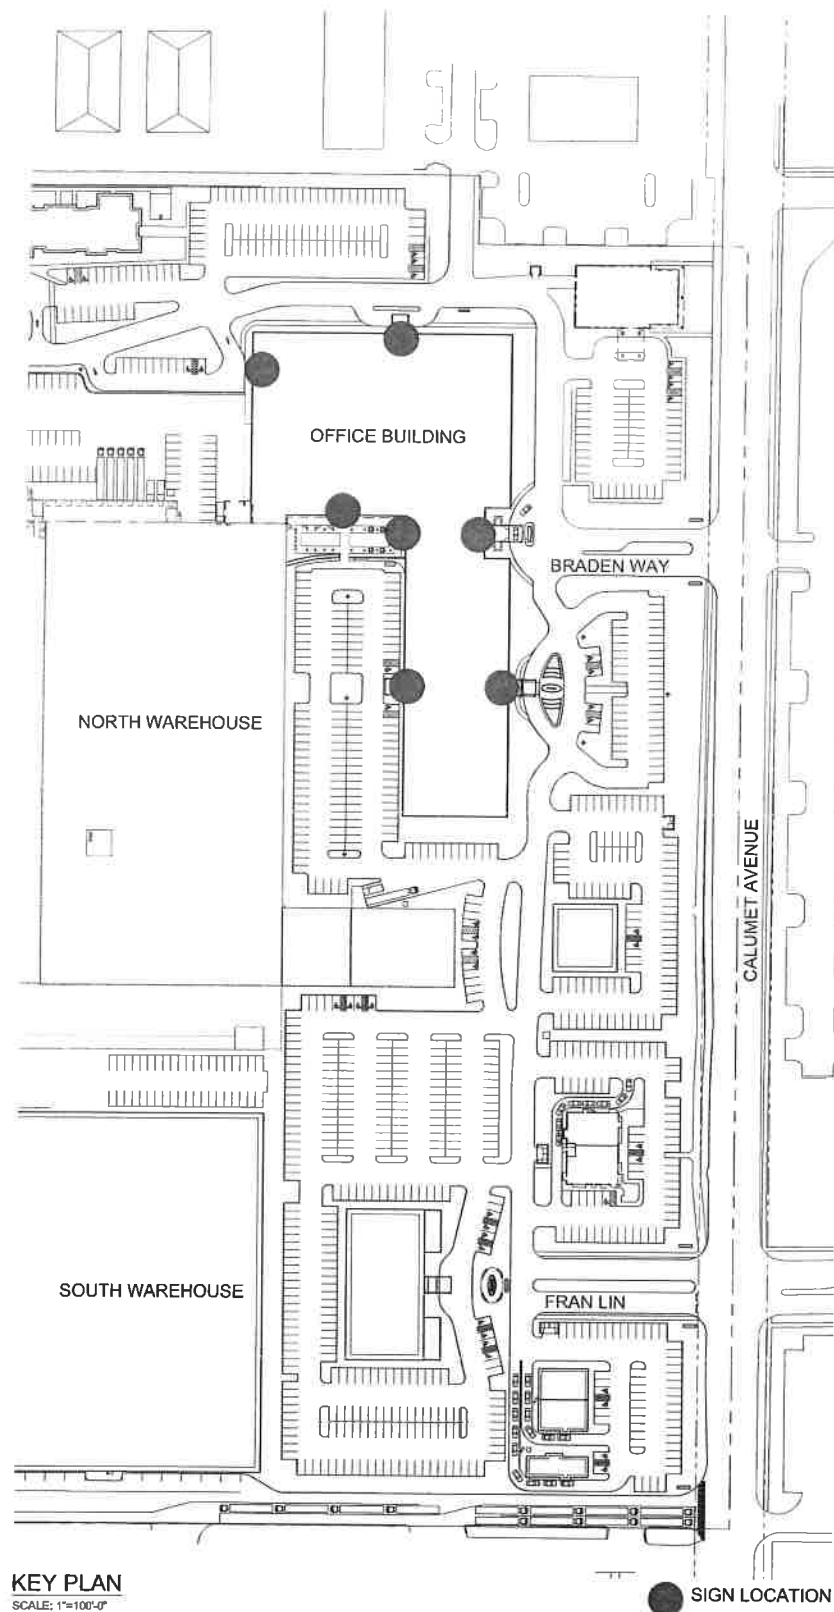 OFFICE BUILDING
BRADEN WAY
NORTH WAREHOUSE
CALUMET AVENUE
SOUTH WAREHOUSE
FRAN LIN
KEY PLAN
SCALE: 1"=100'-0"
SIGN LOCATION